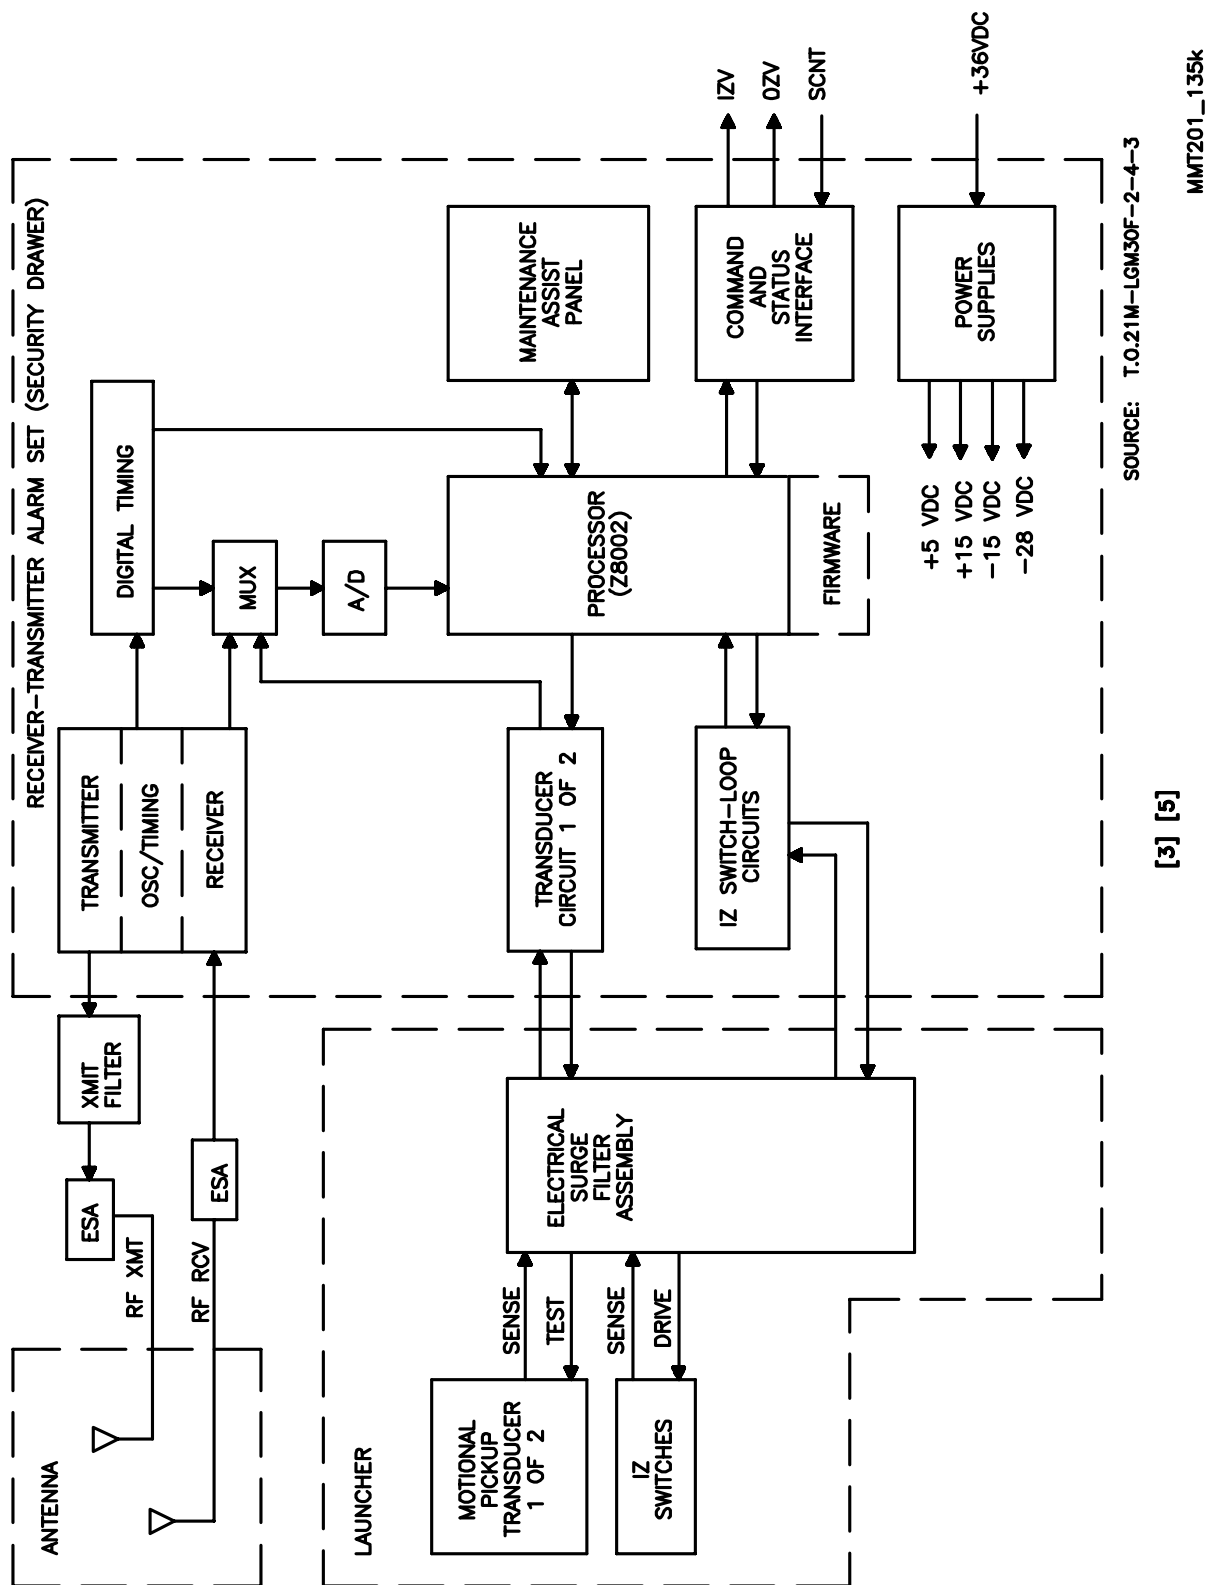 RECEIVER-TRANSMITTER ALARM SET (SECURITY DRAWER)
ANTENNA
RF XMT
RF RCV
ESA
ESA
XMIT
FILTER
TRANSMITTER
OSC/TIMING
RECEIVER
DIGITAL TIMING
MUX
A/D
LAUNCHER
MOTIONAL
PICKUP
TRANSDUCER
1 OF 2
SENSE
TEST
IZ
SWITCHES
SENSE
DRIVE
ELECTRICAL
SURGE
FILTER
ASSEMBLY
TRANSDUCER
CIRCUIT 1 OF 2
IZ SWITCH-LOOP
CIRCUITS
PROCESSOR
(Z8002)
FIRMWARE
MAINTENANCE
ASSIST
PANEL
COMMAND
AND
STATUS
INTERFACE
IZV
OZV
SCNT
+5 VDC
+15 VDC
-15 VDC
-28 VDC
POWER
SUPPLIES
+36VDC
SOURCE: T.O.21M-LGM30F-2-4-3
[3] [5]
MMT201_135k